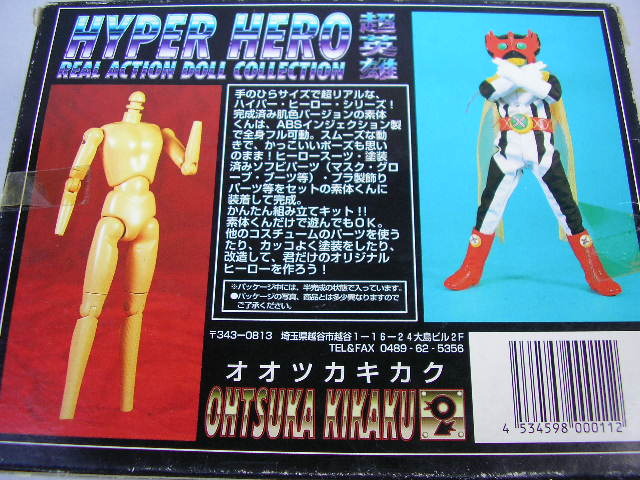 HYPER HERO
超英雄
REAL ACTION DOLL COLLECTION
手のひらサイズで超リアルな、
ハイパー・ヒーロー・シリーズ！
完成済み肌色バージョンの素体
くんは、ABSインジェクション製
で全身フル可動。スムーズな動
きで、かっこいいポーズも思い
のまま！ヒーロースーツ・塗装
済みソフビパーツ（マスク・グロ
ーブ・ブーツ等）・プラ製飾り
パーツ等をセットの素体くんに
装着して完成。
かんたん組み立てキット！！
素体くんだけで遊んでもOK。
他のコスチュームのパーツを使う
たり、カッコよく塗装をしたり、
改造して、君だけのオリジナル
ヒーローを作ろう！
※パッケージ中には、半完成の状態で入っています。
●パッケージの写真、商品とは多少異なりますので
ご了承ください。
〒343-0813 埼玉県越谷市越谷1-16-24大島ビル2F
TEL&FAX 0489-62-5356
オオツカキカク
OHTSUKA KIKAKU
4 534598 000112